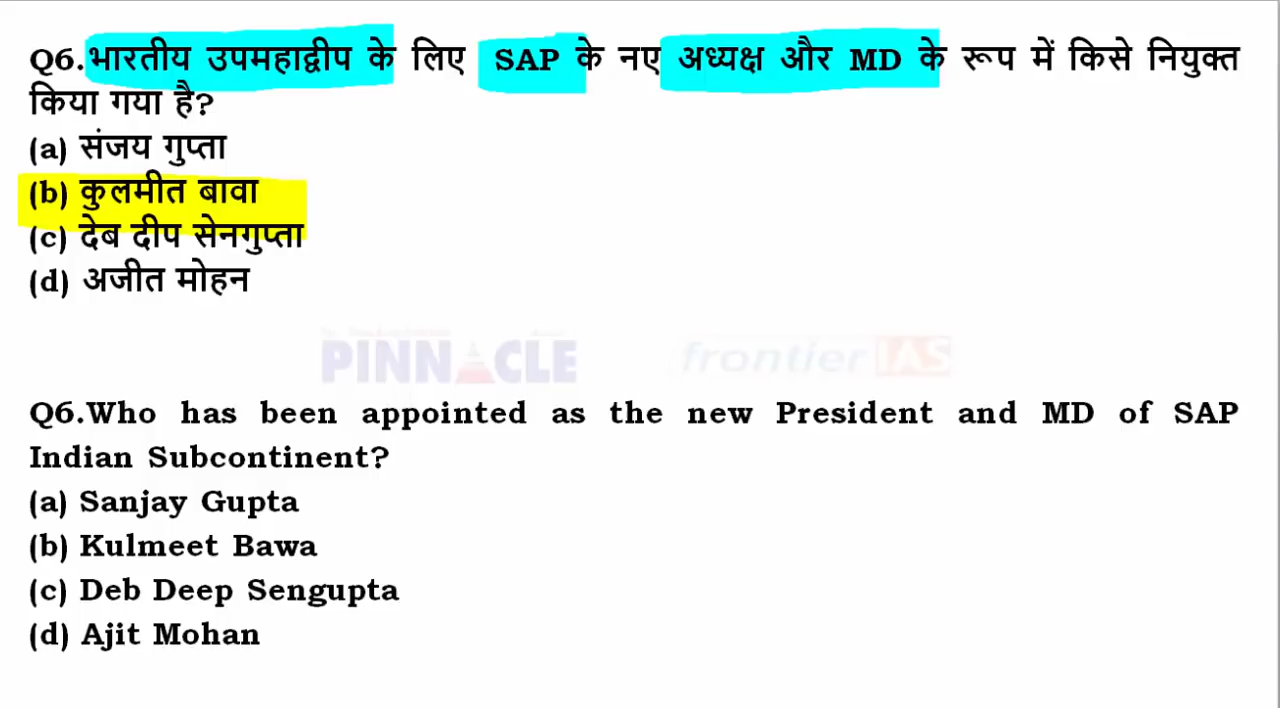 Q6.भारतीय उपमहाद्वीप के लिए SAP के नए अध्यक्ष और MD के रूप में किसे नियुक्त
किया गया है?
(a) संजय गुप्ता
(b) कुलमीत बावा
(c) देब दीप सेनगुप्ता
(d) अजीत मोहन
PINNACLE frontier IAS
Q6.Who has been appointed as the new President and MD of SAP
Indian Subcontinent?
(a) Sanjay Gupta
(b) Kulmeet Bawa
(c) Deb Deep Sengupta
(d) Ajit Mohan